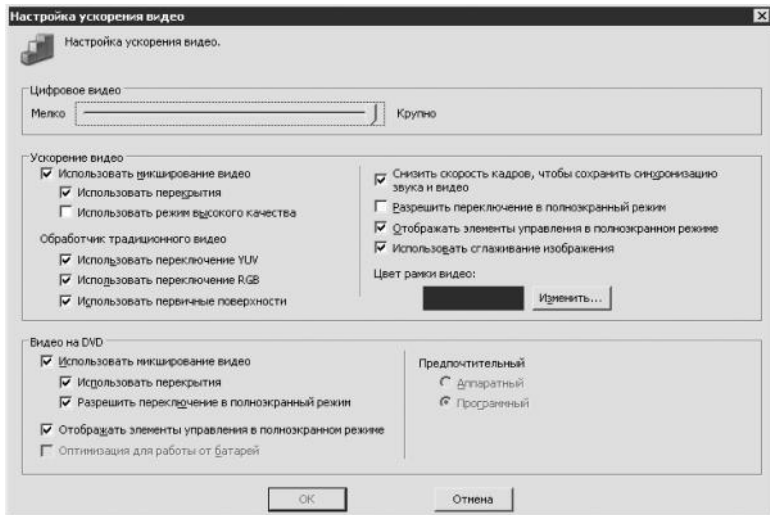 Настройка ускорения видео
Настройка ускорения видео.
Цифровое видео
Мелко
Крупно
Ускорение видео
Использовать микширование видео
Использовать перекрытия
Использовать режим высокого качества
Обработчик традиционного видео
Использовать переключение YUV
Использовать переключение RGB
Использовать первичные поверхности
Снизить скорость кадров, чтобы сохранить синхронизацию
звука и видео
Разрешить переключение в полноэкранный режим
Отображать элементы управления в полноэкранном режиме
Использовать сглаживание изображения
Цвет рамки видео:
Изменить...
Видео на DVD
Использовать микширование видео
Использовать перекрытия
Разрешить переключение в полноэкранный режим
Отображать элементы управления в полноэкранном режиме
Оптимизация для работы от батарей
Предпочтительный
Аппаратный
Программный
ОК
Отмена